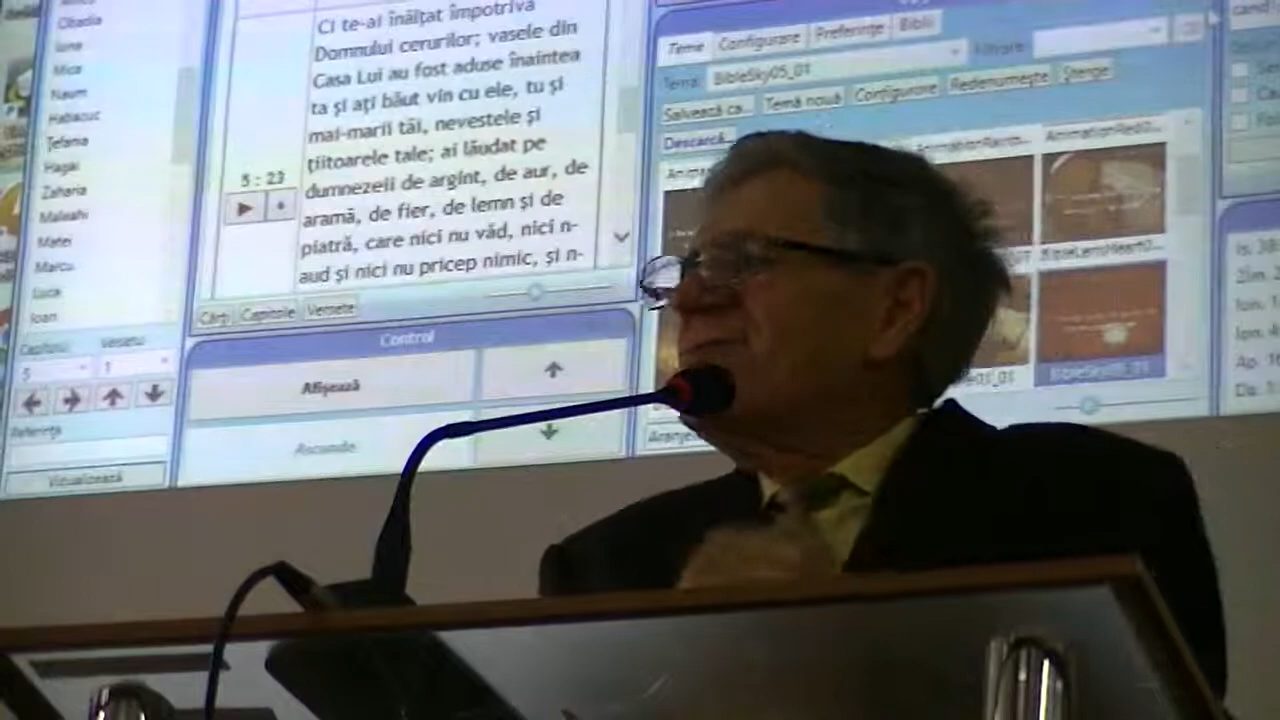 Obadia
Iona
Mica
Naum
Habacuc
Țefania
Hagai
Zaharia
Maleahi
Matei
Marcu
Luca
Ioan
5
1
Referința
Vizualizează
5 : 23
Ci te-ai înălțat împotriva
Domnului cerurilor; vasele din
Casa Lui au fost aduse înaintea
ta și ați băut vin cu ele, tu și
mai-marii tăi, nevestele și
țiitoarele tale; ai lăudat pe
dumnezeii de argint, de aur, de
aramă, de fier, de lemn și de
piatră, care nici nu văd, nici n-
aud și nici nu pricep nimic, și n-
Cărți Capitole Versete
Control
Afișează
Ascunde
Teme Configurare Preferințe Biblii
Temă: BibleSky05_01
Salvează ca... Temă nouă Configurare Redenumește Șterge
Descarcă...
BibleSky05_01